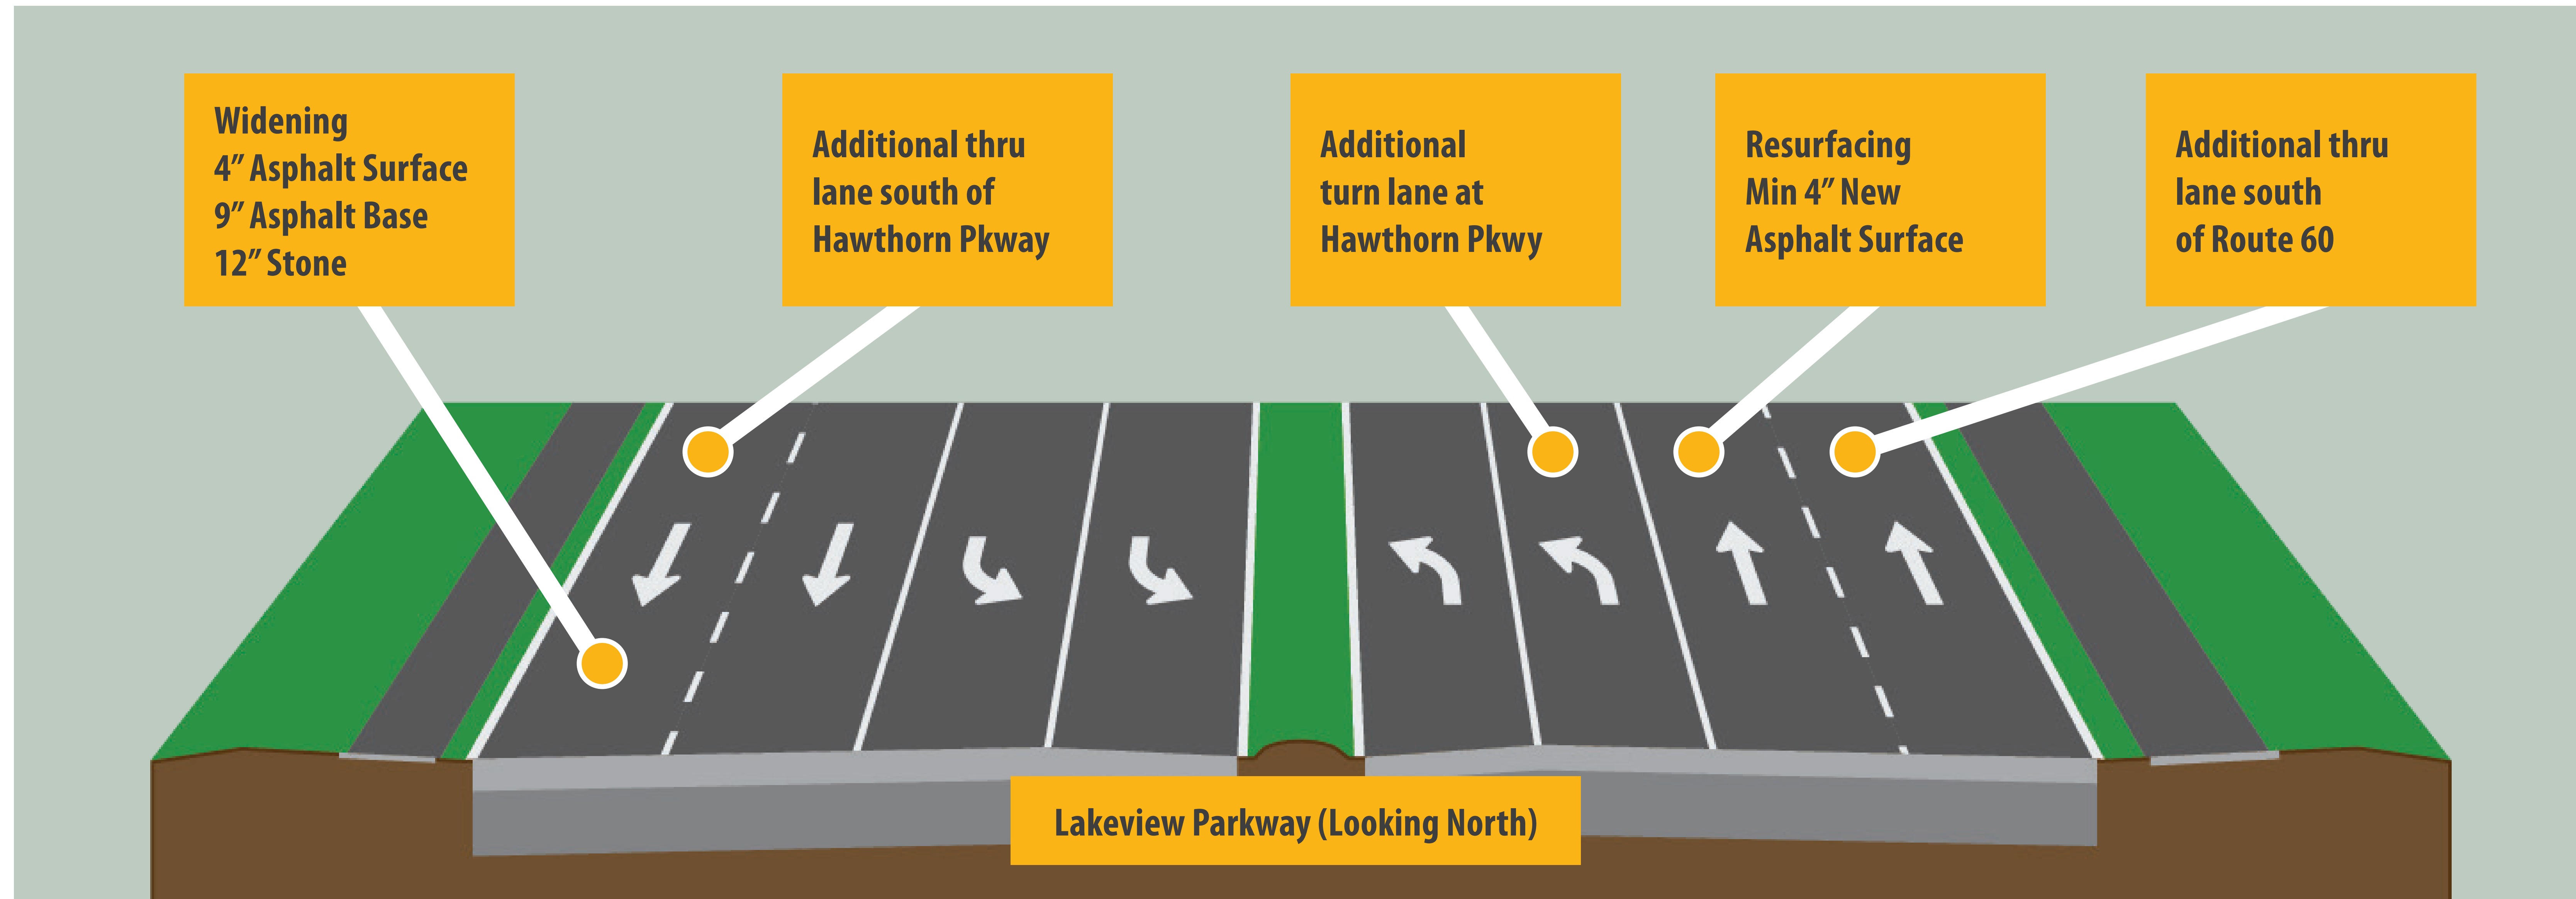 Widening
4” Asphalt Surface
9” Asphalt Base
12” Stone
Additional thru
lane south of
Hawthorn Pkway
Additional
turn lane at
Hawthorn Pkwy
Resurfacing
Min 4” New
Asphalt Surface
Additional thru
lane south
of Route 60
Lakeview Parkway (Looking North)